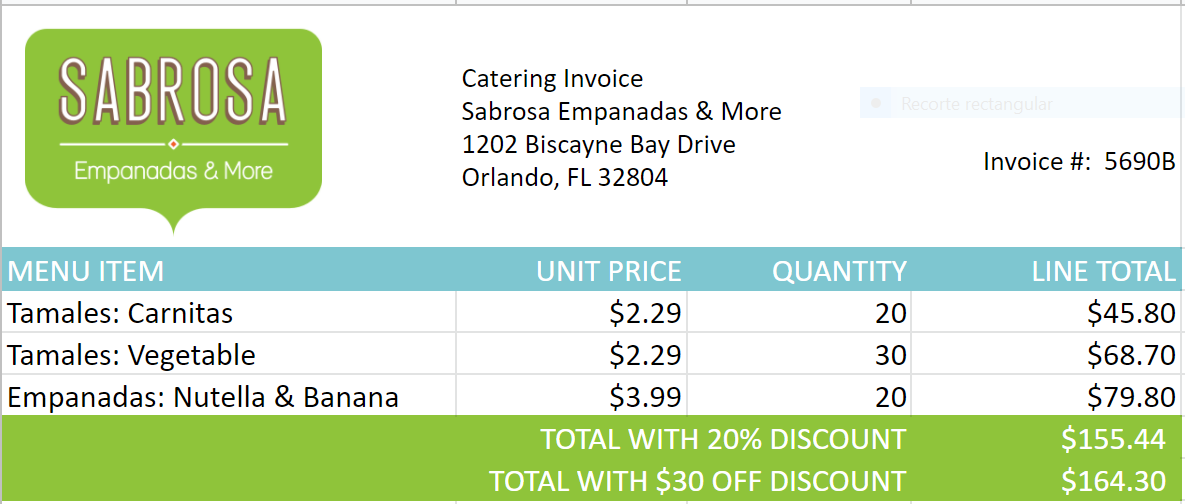 SABROSA
Empanadas & More
Catering Invoice
Sabrosa Empanadas & More
1202 Biscayne Bay Drive
Orlando, FL 32804
Recorte rectangular
Invoice #: 5690B
MENU ITEM UNIT PRICE QUANTITY LINE TOTAL
Tamales: Carnitas $2.29 20 $45.80
Tamales: Vegetable $2.29 30 $68.70
Empanadas: Nutella & Banana $3.99 20 $79.80
TOTAL WITH 20% DISCOUNT $155.44
TOTAL WITH $30 OFF DISCOUNT $164.30